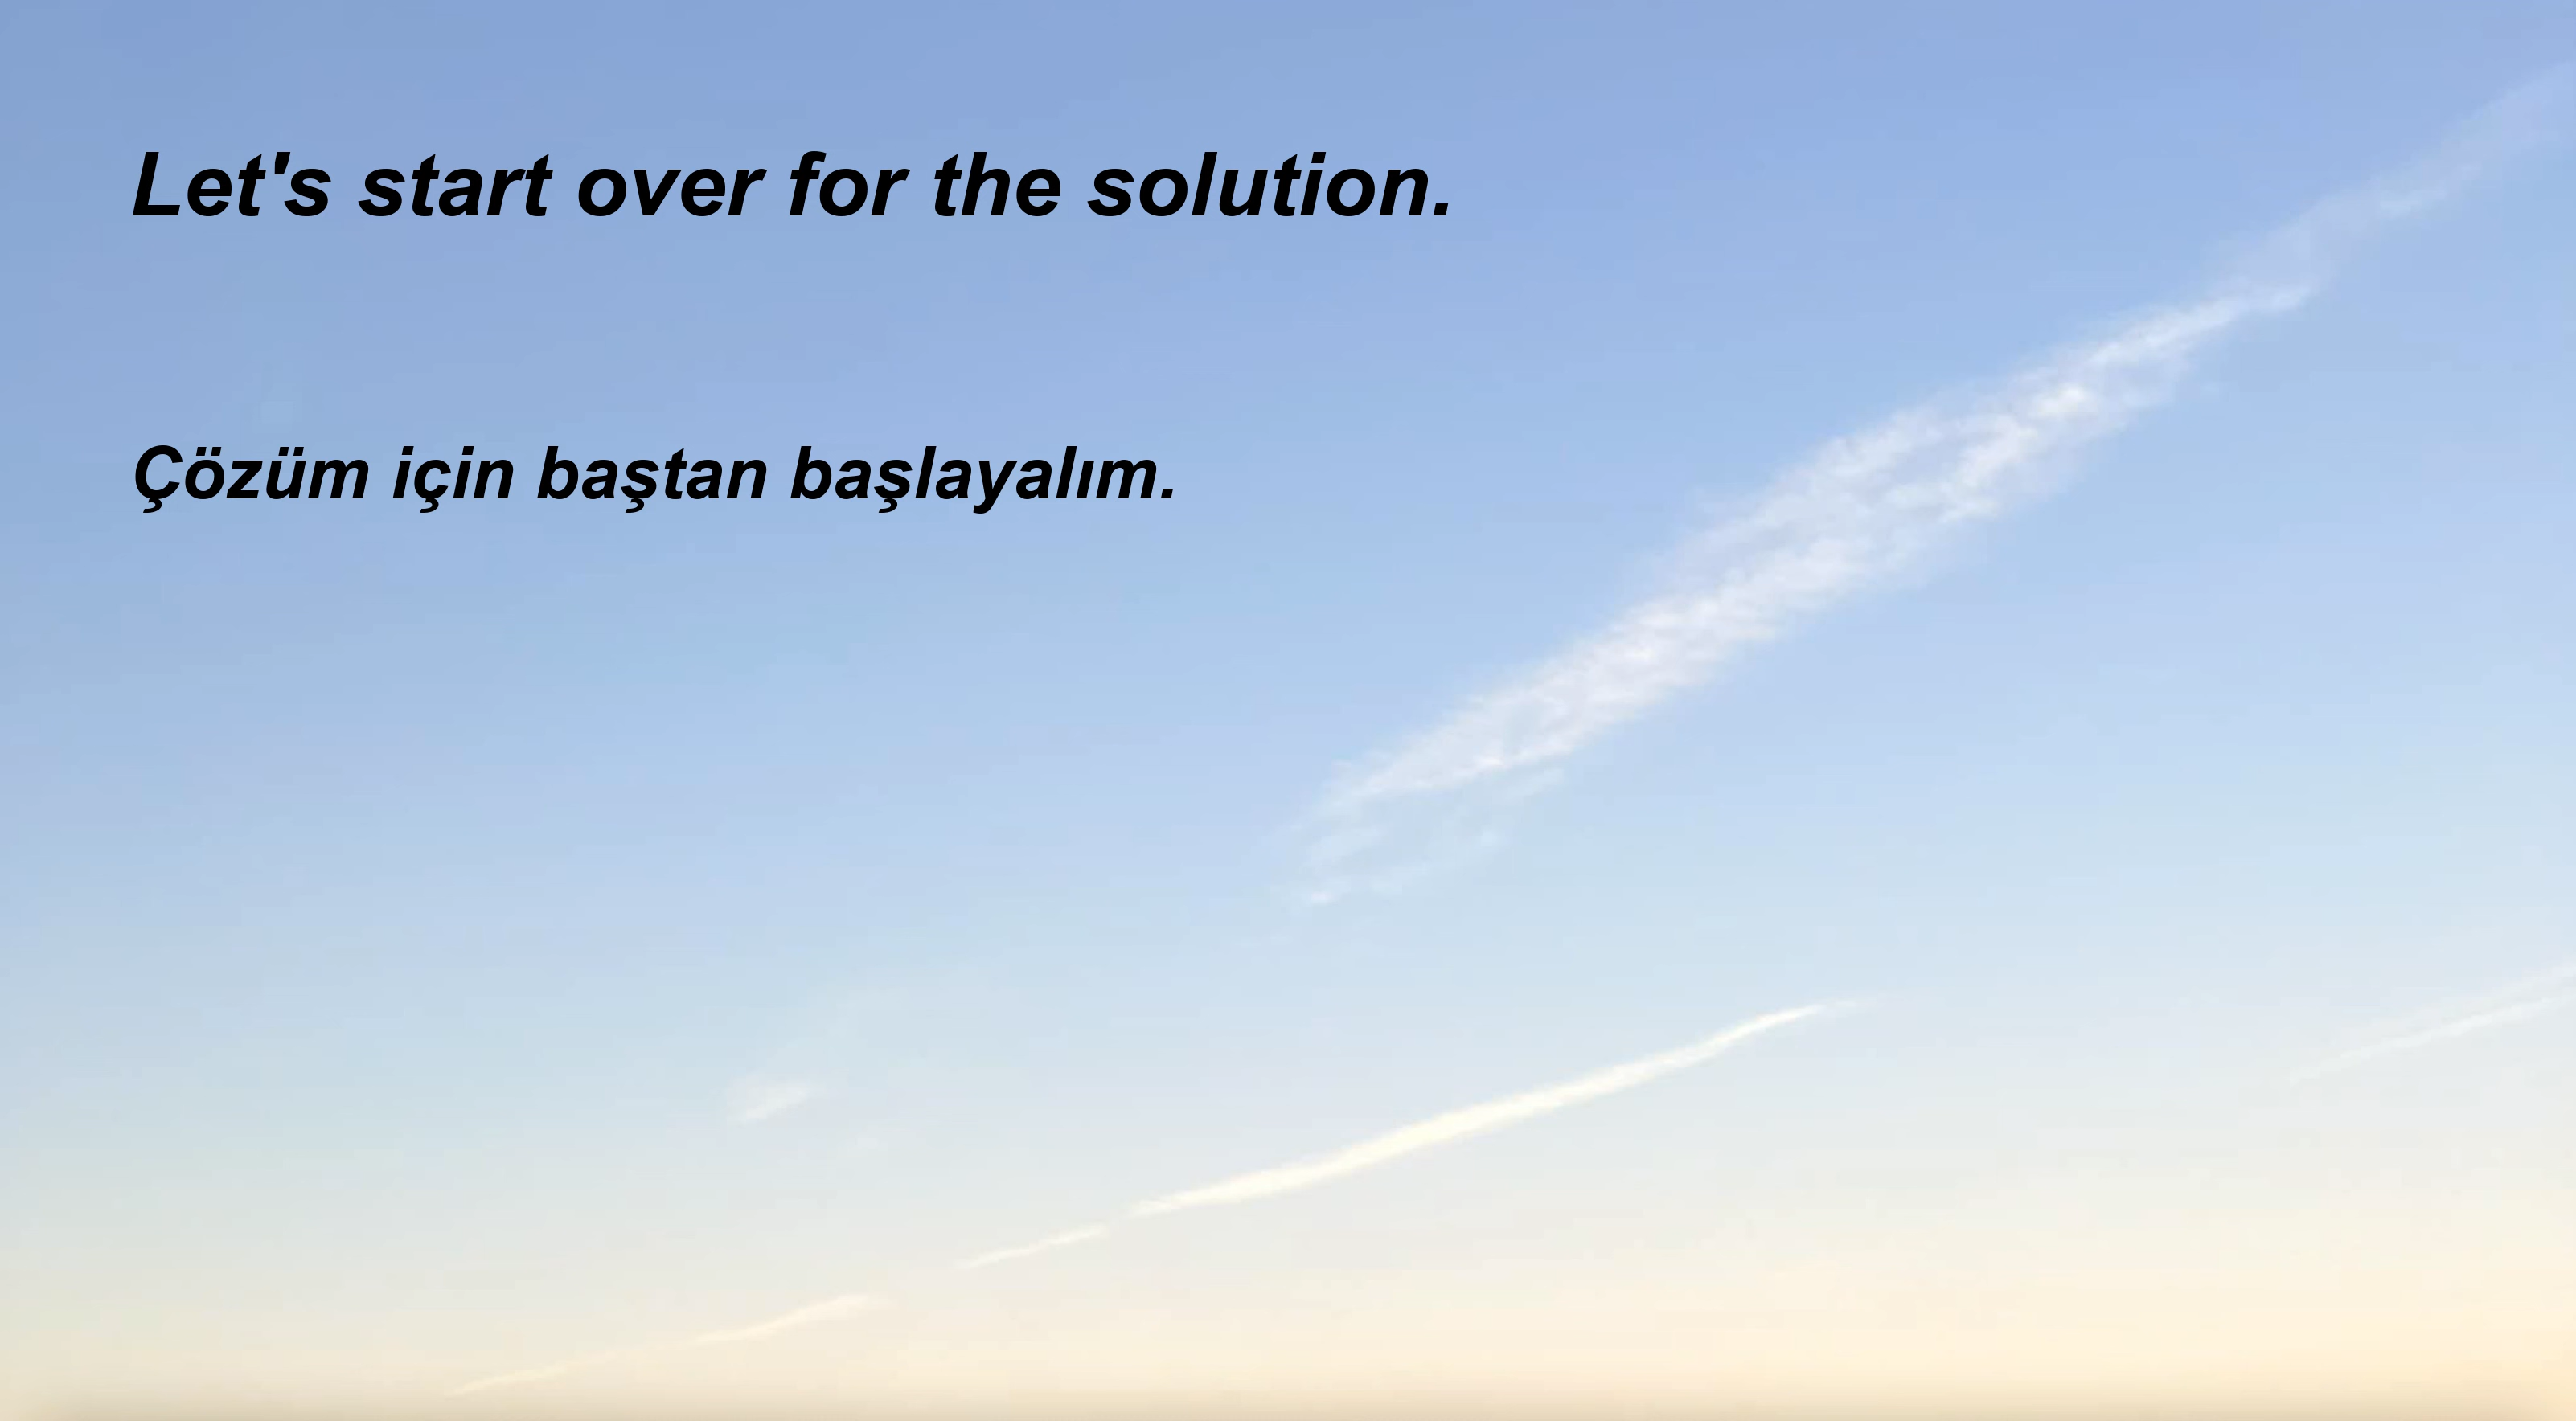 Let's start over for the solution.
Çözüm için baştan başlayalım.